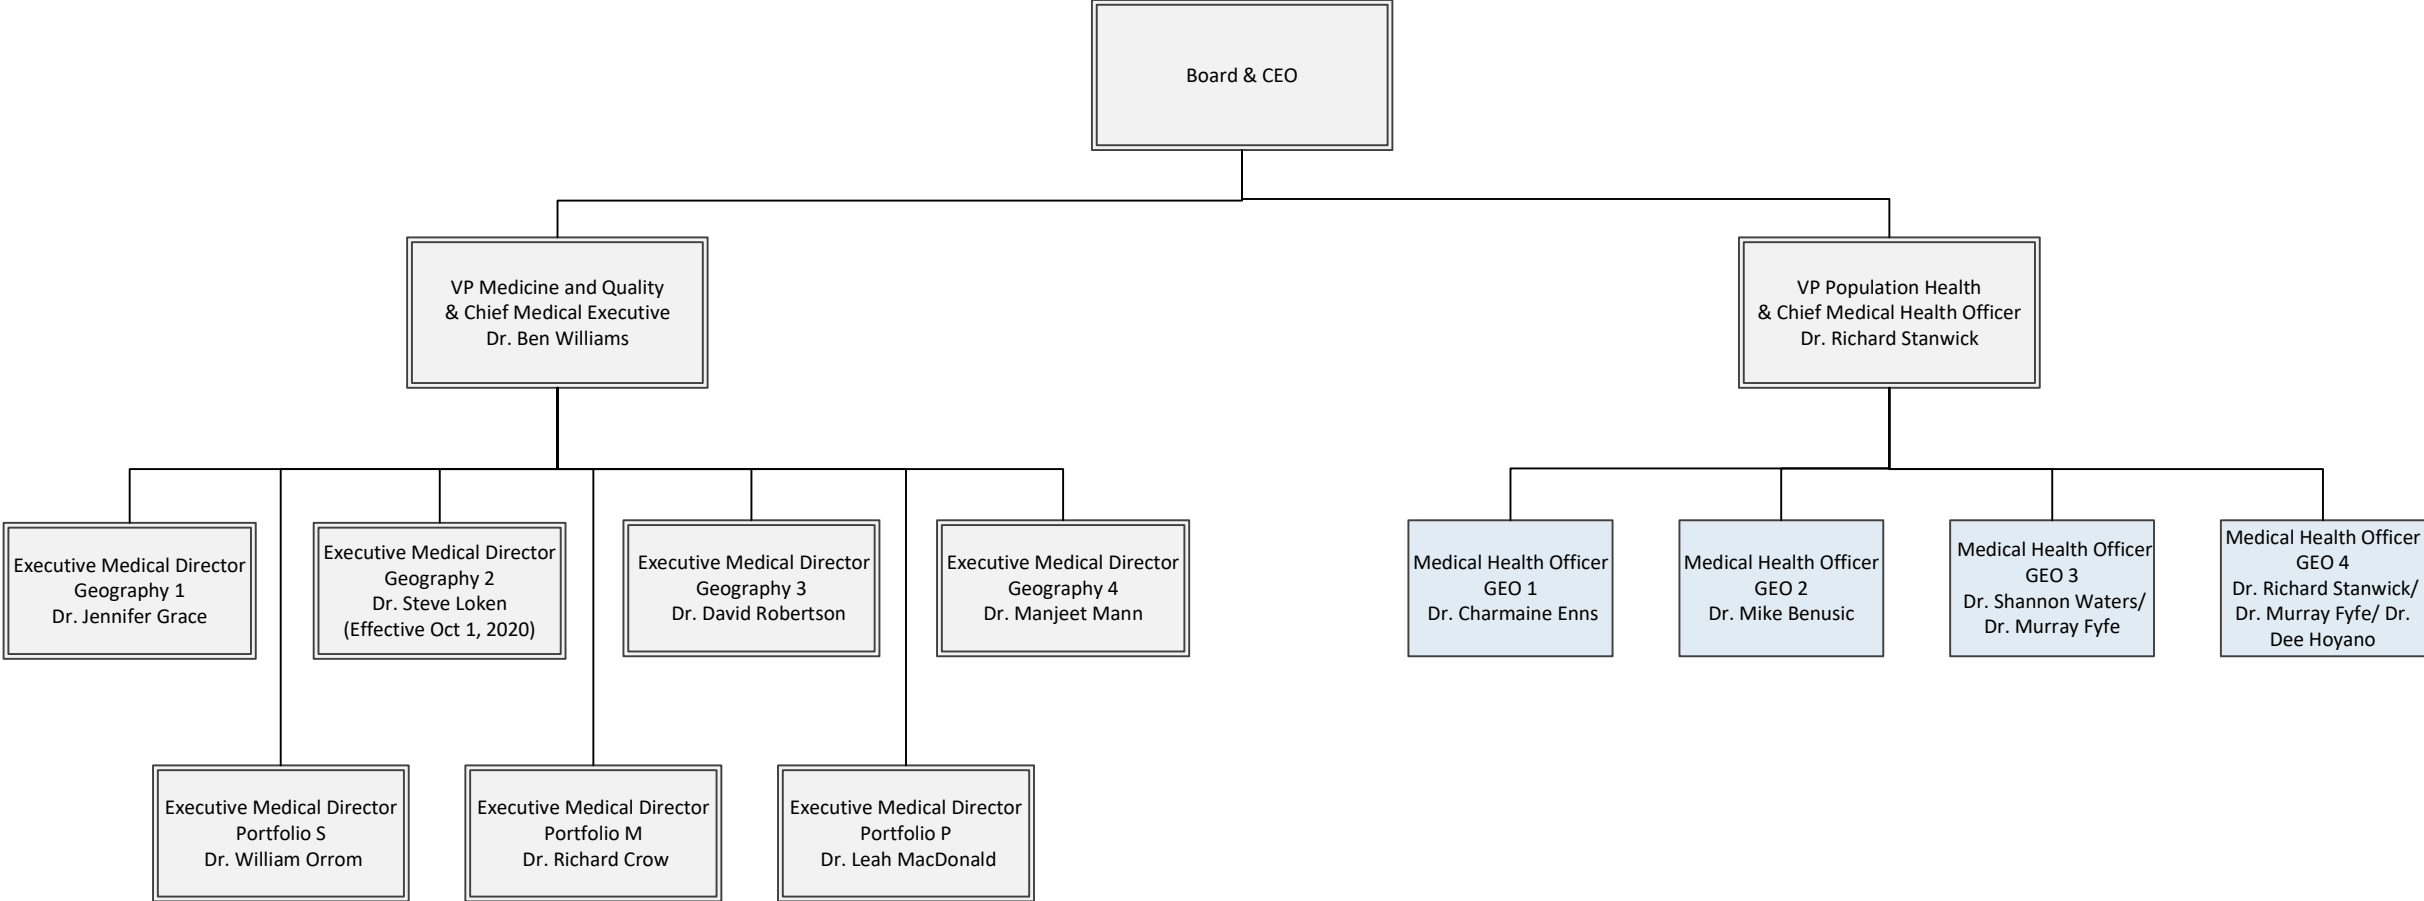 Board & CEO
VP Medicine and Quality
& Chief Medical Executive
Dr. Ben Williams
VP Population Health
& Chief Medical Health Officer
Dr. Richard Stanwick
Executive Medical Director
Geography 1
Dr. Jennifer Grace
Executive Medical Director
Geography 2
Dr. Steve Loken
(Effective Oct 1, 2020)
Executive Medical Director
Geography 3
Dr. David Robertson
Executive Medical Director
Geography 4
Dr. Manjeet Mann
Medical Health Officer
GEO 1
Dr. Charmaine Enns
Medical Health Officer
GEO 2
Dr. Mike Benusic
Medical Health Officer
GEO 3
Dr. Shannon Waters/
Dr. Murray Fyfe
Medical Health Officer
GEO 4
Dr. Richard Stanwick/
Dr. Murray Fyfe/ Dr.
Dee Hoyano
Executive Medical Director
Portfolio S
Dr. William Orrom
Executive Medical Director
Portfolio M
Dr. Richard Crow
Executive Medical Director
Portfolio P
Dr. Leah MacDonald